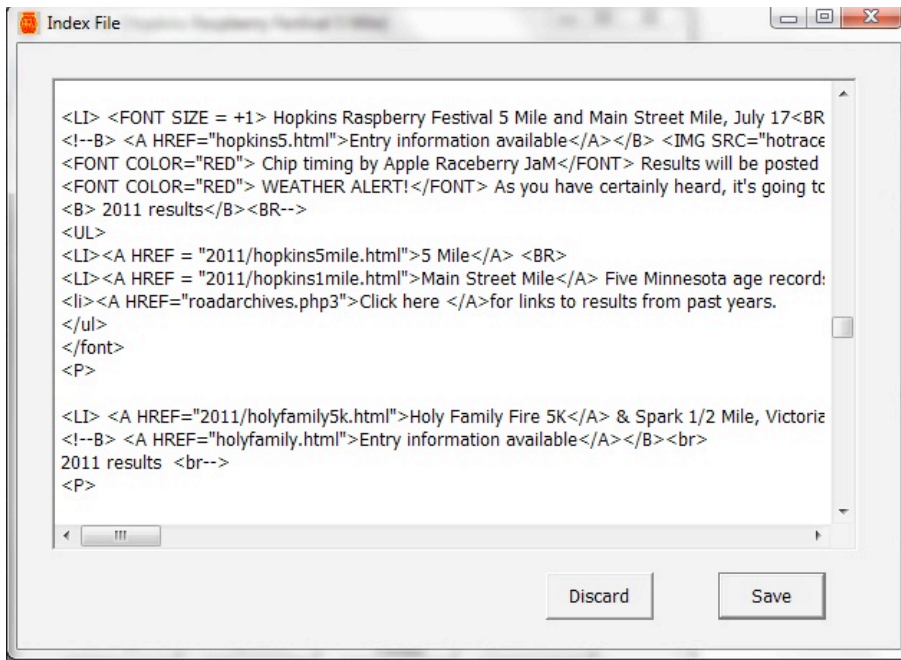 Index File
<LI> <FONT SIZE = +1> Hopkins Raspberry Festival 5 Mile and Main Street Mile, July 17<BR
<!--B> <A HREF="hopkins5.html">Entry information available</A></B> <IMG SRC="hotrace
<FONT COLOR="RED"> Chip timing by Apple Raceberry JaM</FONT> Results will be posted
<FONT COLOR="RED"> WEATHER ALERT!</FONT> As you have certainly heard, it's going to
<B> 2011 results</B><BR-->
<UL>
<LI><A HREF = "2011/hopkins5mile.html">5 Mile</A> <BR>
<LI><A HREF = "2011/hopkins1mile.html">Main Street Mile</A> Five Minnesota age records
<li><A HREF="roadarchives.php3">Click here </A>for links to results from past years.
</ul>
</font>
<P>
<LI> <A HREF="2011/holyfamily5k.html">Holy Family Fire 5K</A> & Spark 1/2 Mile, Victoria
<!--B> <A HREF="holyfamily.html">Entry information available</A></B><br>
2011 results  <br-->
<P>
Discard
Save